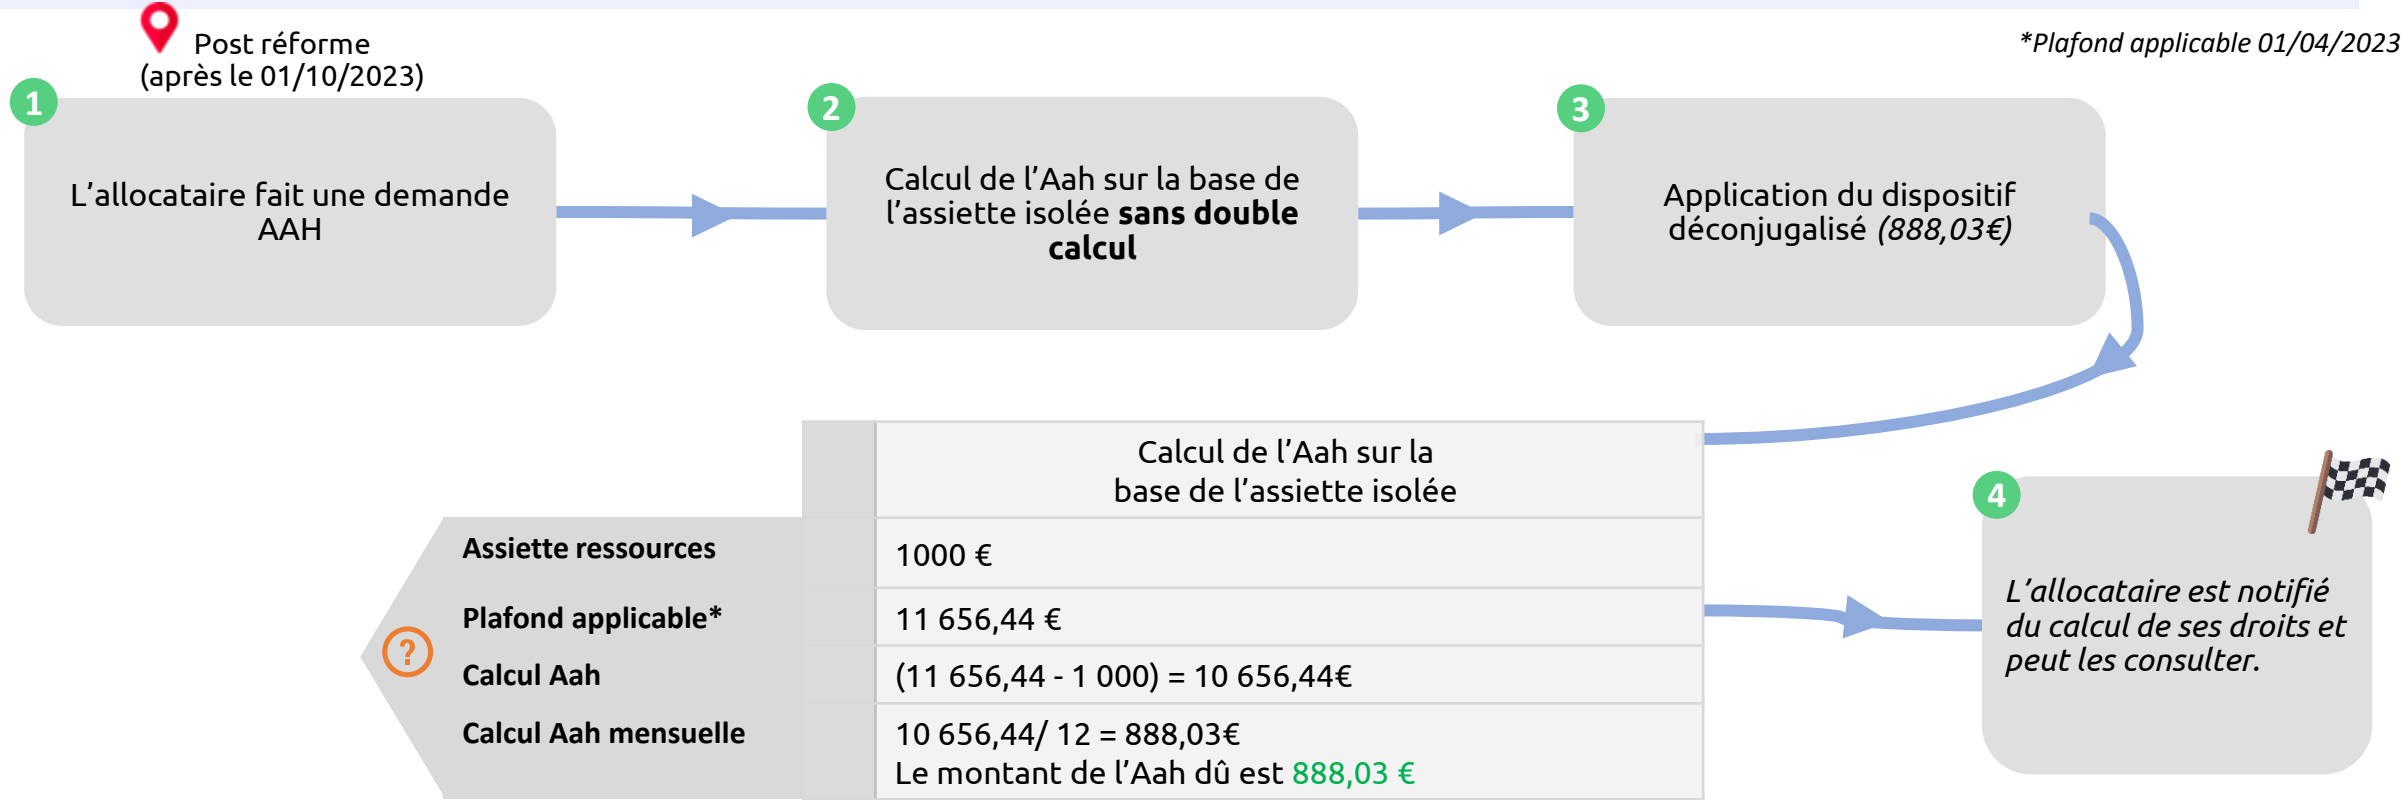 Post réforme
(après le 01/10/2023)
*Plafond applicable 01/04/2023
1
L’allocataire fait une demande
AAH
2
Calcul de l’Aah sur la base de
l’assiette isolée sans double
calcul
3
Application du dispositif
déconjugalisé (888,03€)
Calcul de l’Aah sur la
base de l’assiette isolée
Assiette ressources
1000 €
Plafond applicable*
11 656,44 €
?
Calcul Aah
(11 656,44 - 1 000) = 10 656,44€
Calcul Aah mensuelle
10 656,44/ 12 = 888,03€
Le montant de l’Aah dû est 888,03 €
4
L’allocataire est notifié
du calcul de ses droits et
peut les consulter.